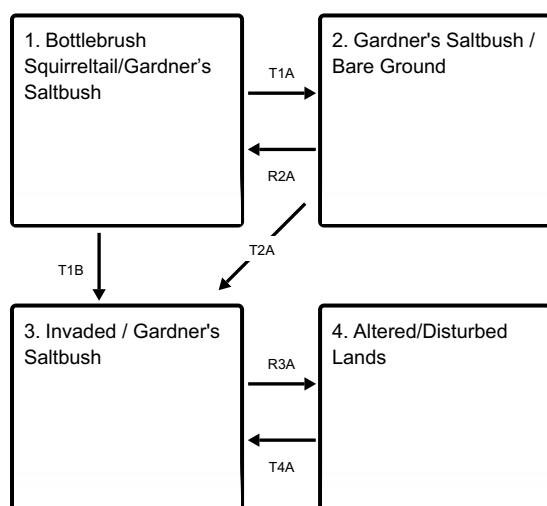 1. Bottlebrush
Squirreltail/Gardner’s
Saltbush
T1A
2. Gardner's Saltbush /
Bare Ground
R2A
T1B
T2A
3. Invaded / Gardner's
Saltbush
R3A
4. Altered/Disturbed
Lands
T4A